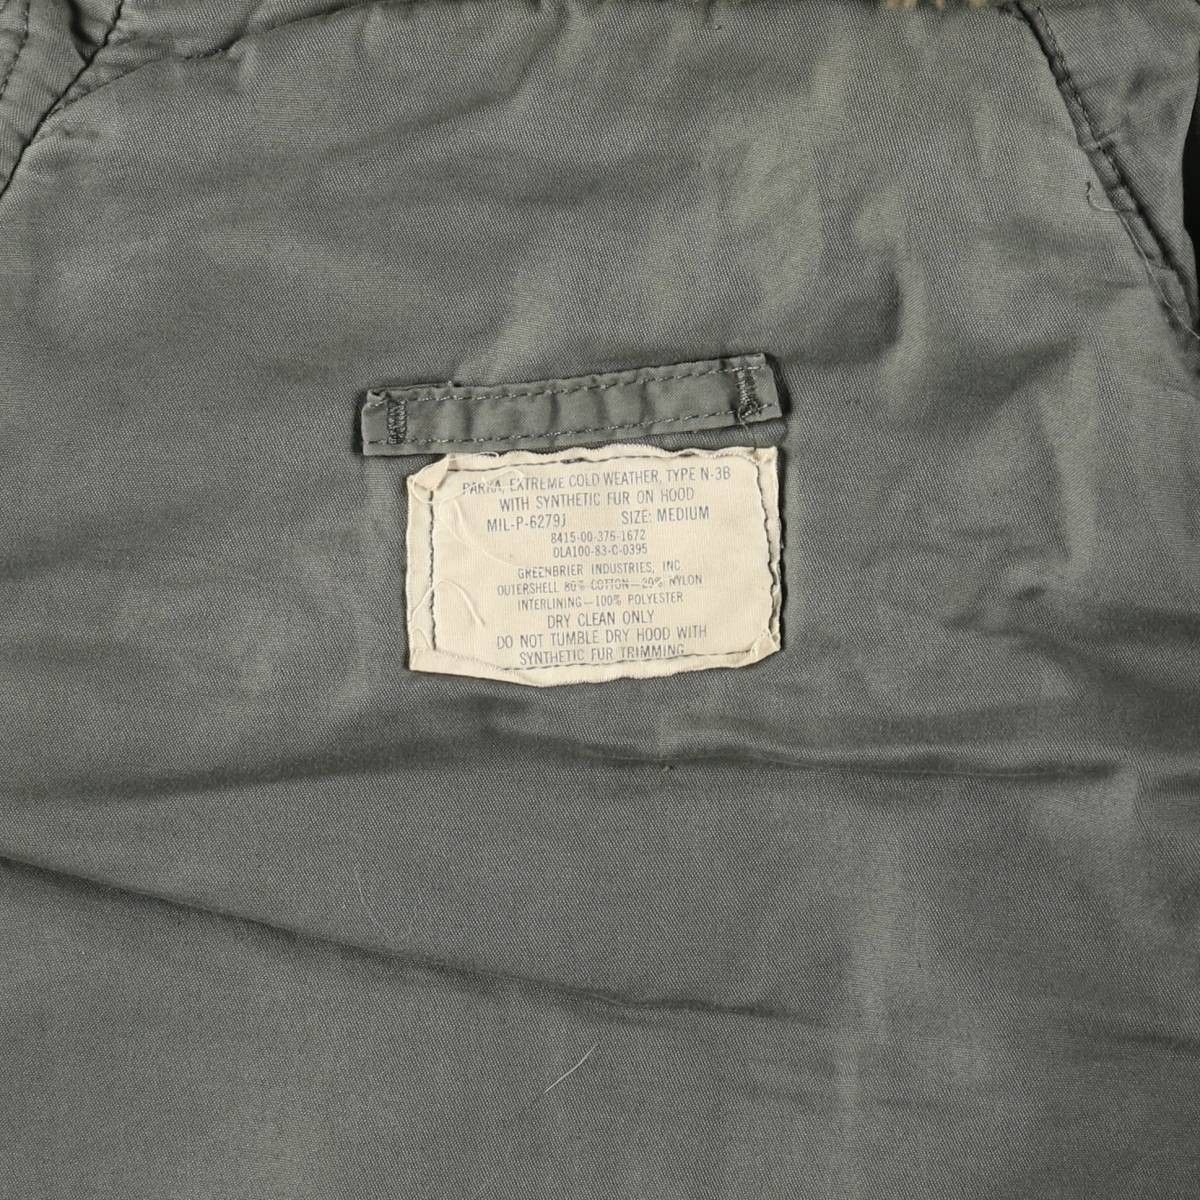 PARKA, EXTREME COLD WEATHER, TYPE N-3B
WITH SYNTHETIC FUR ON HOOD
MIL-P-6279J SIZE: MEDIUM
8415-00-376-1672
DLA100-83-C-0395
GREENBRIER INDUSTRIES, INC
OUTERSHELL 80% COTTON—20% NYLON
INTERLINING—100% POLYESTER
DRY CLEAN ONLY
DO NOT TUMBLE DRY HOOD WITH
SYNTHETIC FUR TRIMMING